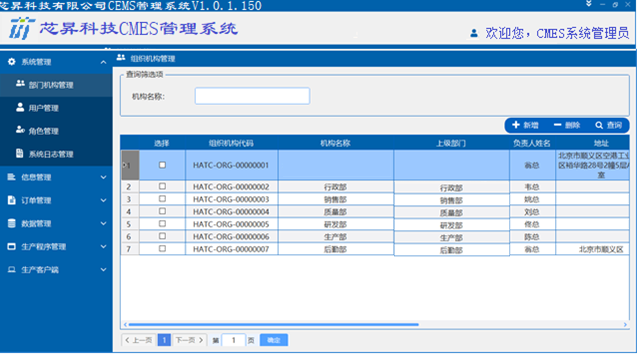 芯昇科技有限公司CEMS管理系统V1.0.1.150
芯昇科技CMES管理系统
欢迎您，CMES系统管理员
系统管理
部门机构管理
用户管理
角色管理
系统日志管理
信息管理
订单管理
数据管理
生产程序管理
生产客户端
组织机构管理
查询筛选项
机构名称:
新增 删除 查询
选择 组织机构代码 机构名称 上级部门 负责人姓名 地址
1 HATC-ORG-00000001 翁总 北京市顺义区空港工业区裕华路28号2幢5层A室
2 HATC-ORG-00000002 行政部 行政部 韦总
3 HATC-ORG-00000003 销售部 销售部 姚总
4 HATC-ORG-00000004 质量部 质量部 刘总
5 HATC-ORG-00000005 研发部 研发部 佟总
6 HATC-ORG-00000006 生产部 生产部 陈总
7 HATC-ORG-00000007 后勤部 后勤部 翁总 北京市顺义区
上一页 1 下一页 第 1 页 确定